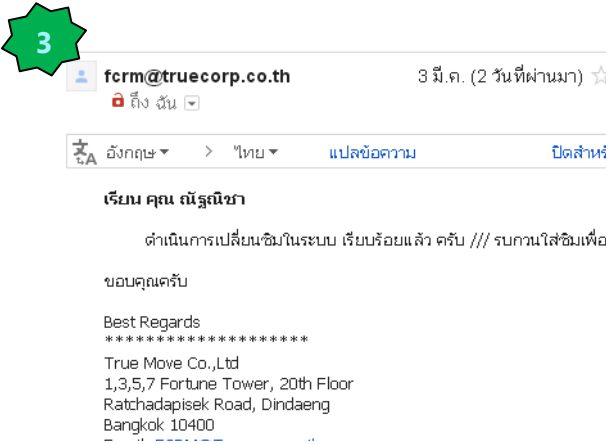 3
fcrm@truecorp.co.th 3 มี.ค. (2 วันที่ผ่านมา)
ถึง ฉัน
อังกฤษ > ไทย แปลข้อความ ปิดสำหรั
เรียน คุณ ณัฐณิชา
ดำเนินการเปลี่ยนซิมในระบบ เรียบร้อยแล้ว ครับ /// รบกวนใส่ซิมเพื่อ
ขอบคุณครับ
Best Regards
********************
True Move Co.,Ltd
1,3,5,7 Fortune Tower, 20th Floor
Ratchadapisek Road, Dindaeng
Bangkok 10400